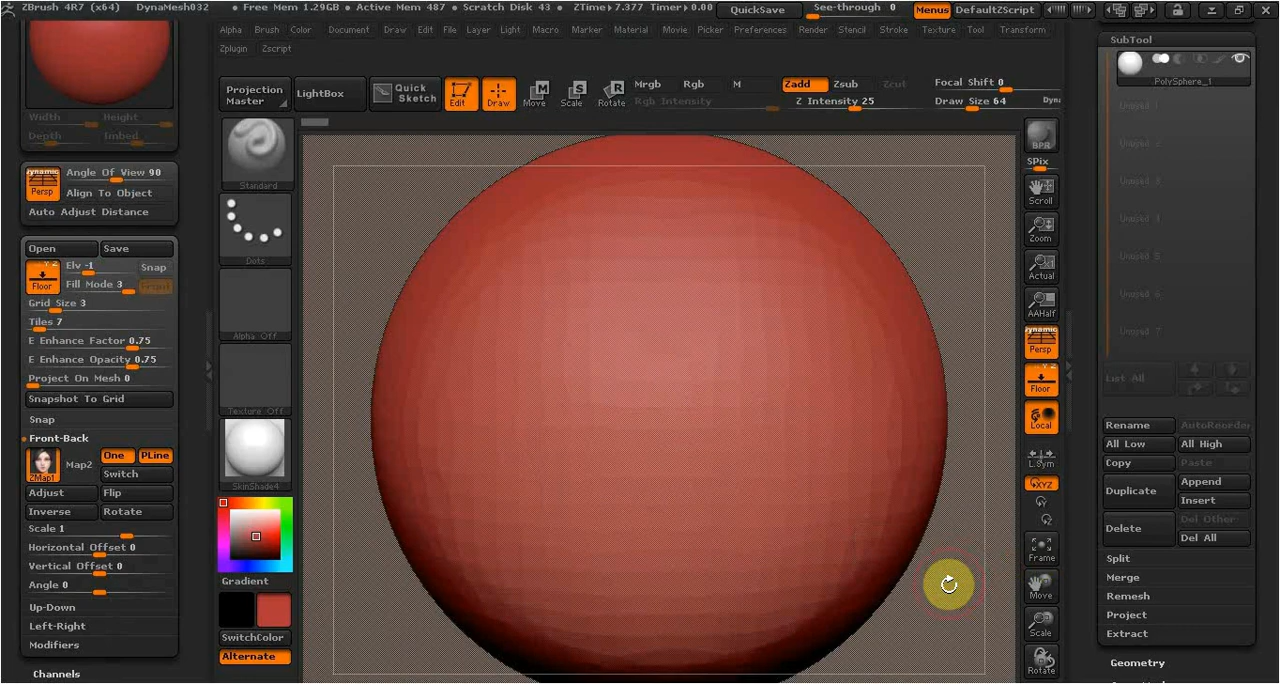 ZBrush 4R7 (x64) DynaMesh032 • Free Mem 1.29GB • Active Mem 487 • Scratch Disk 43 • ZTime▸7.377 Timer▸0.00 QuickSave See-through 0 Menus DefaultZScript
Alpha Brush Color Document Draw Edit File Layer Light Macro Marker Material Movie Picker Preferences Render Stencil Stroke Texture Tool Transform
Zplugin Zscript
Width Height
Depth Imbed
dynamic
Persp
Angle Of View 90
Align To Object
Auto Adjust Distance
Open Save
Floor
Elv -1 Snap
Fill Mode 3 Front
Grid Size 3
Tiles 7
E Enhance Factor 0.75
E Enhance Opacity 0.75
Project On Mesh 0
Snapshot To Grid
Snap
Front-Back
ZMap1
Map2 One PLine
Switch
Adjust Flip
Inverse Rotate
Scale 1
Horizontal Offset 0
Vertical Offset 0
Angle 0
Up-Down
Left-Right
Modifiers
Channels
Projection
Master
LightBox
Quick
Sketch
Edit
Draw
Move
Scale
Rotate
Mrgb Rgb M
Rgb Intensity
Zadd Zsub Zcut
Z Intensity 25
Focal Shift 0
Draw Size 64 Dyna
Standard
Dots
Alpha Off
Texture Off
SkinShade4
Gradient
SwitchColor
Alternate
BPR
SPix
Scroll
Zoom
Actual
AAHalf
dynamic
Persp
Floor
Local
L.Sym
XYZ
Y
Z
Frame
Move
Scale
Rotate
SubTool
PolySphere_1
Unused 1
Unused 2
Unused 3
Unused 4
Unused 5
Unused 6
Unused 7
List All
Rename AutoReorder
All Low All High
Copy Paste
Duplicate
Append
Insert
Delete
Del Other
Del All
Split
Merge
Remesh
Project
Extract
Geometry